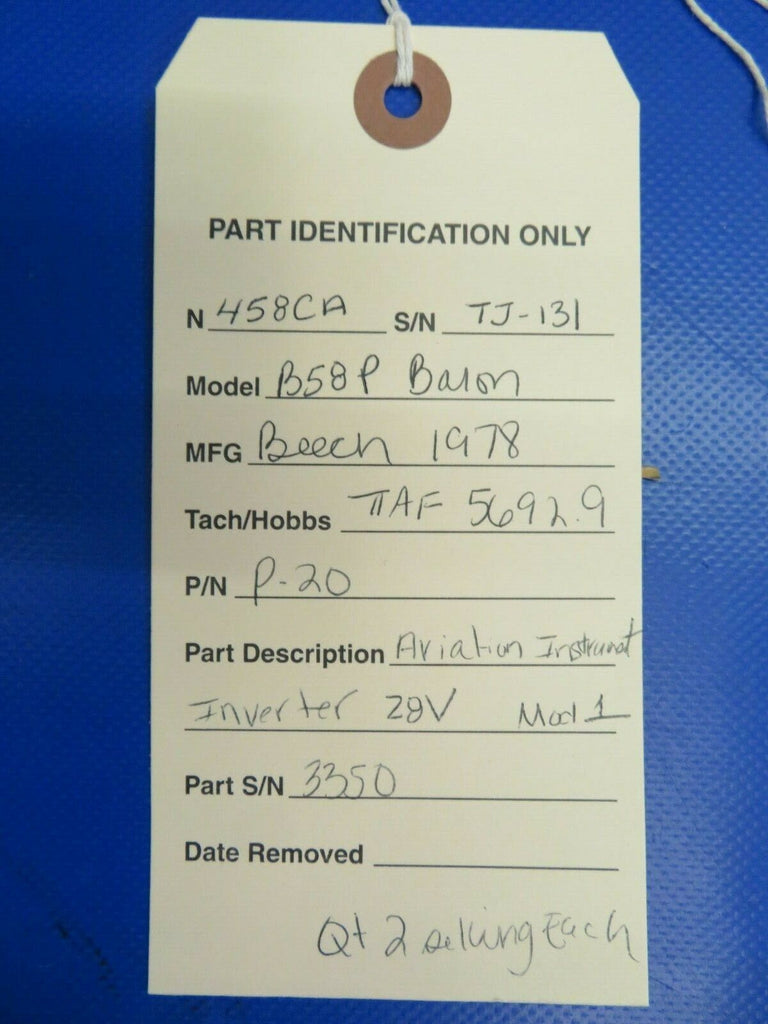 PART IDENTIFICATION ONLY
N 458CA S/N TJ-131
Model B58P Baron
MFG Beech 1978
Tach/Hobbs TTAF 5692.9
P/N P-20
Part Description Aviation Instrument
Inverter 28V Mod 1
Part S/N 3350
Date Removed
Qt 2 selling Each